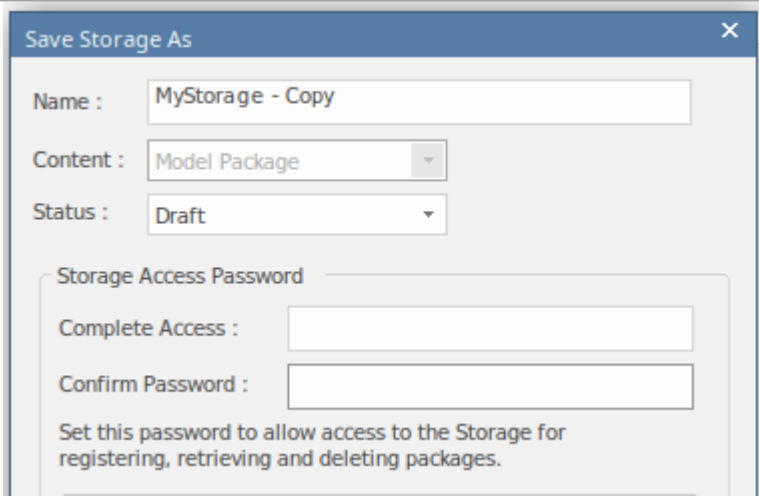 Save Storage As
Name : MyStorage - Copy
Content : Model Package
Status : Draft
Storage Access Password
Complete Access :
Confirm Password :
Set this password to allow access to the Storage for
registering, retrieving and deleting packages.